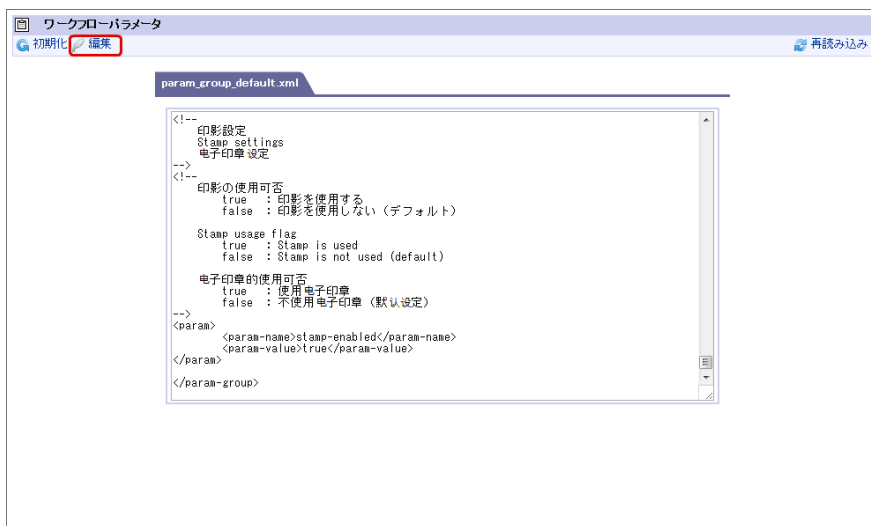 ワークフローパラメータ
初期化 編集 再読み込み
param_group_default.xml
<!--
印影設定
Stamp settings
电子印章设定
-->
<!--
印影の使用可否
true : 印影を使用する
false : 印影を使用しない（デフォルト）
Stamp usage flag
true : Stamp is used
false : Stamp is not used (default)
电子印章的使用可否
true : 使用电子印章
false : 不使用电子印章（默认设定）
-->
<param>
<param-name>stamp-enabled</param-name>
<param-value>true</param-value>
</param>
</param-group>